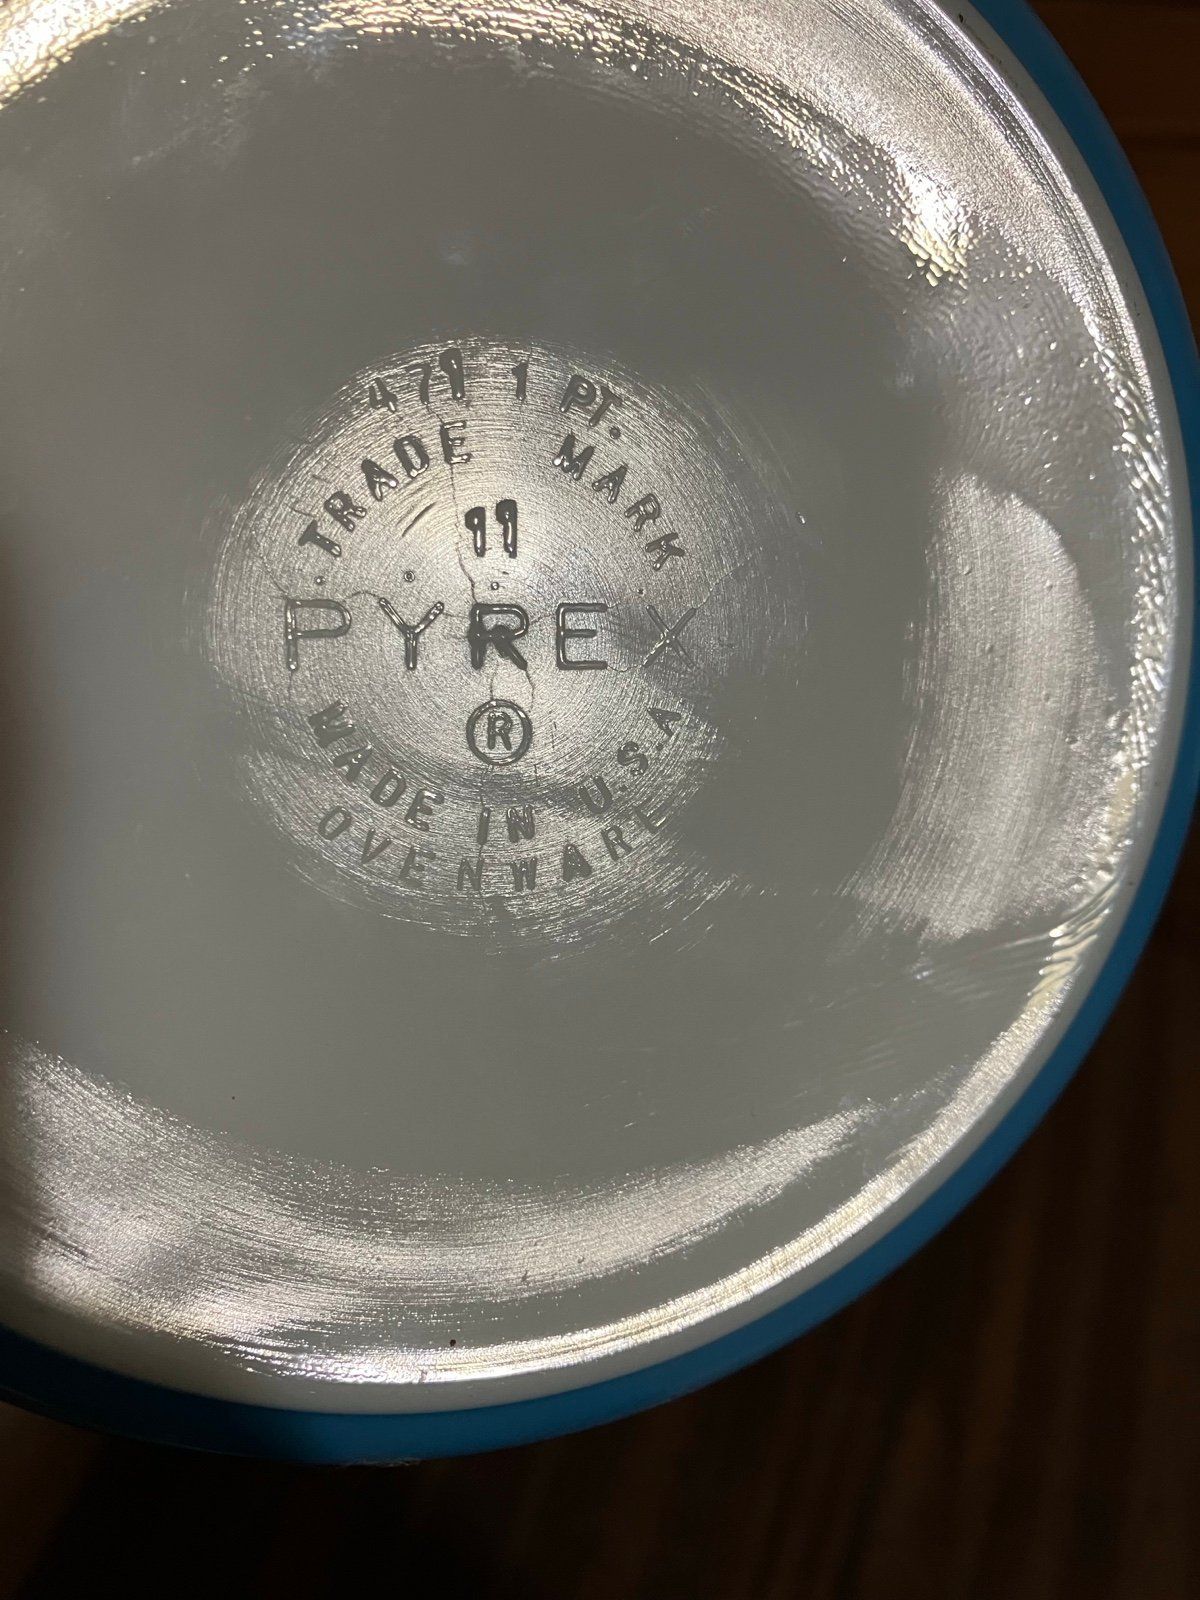 471 1 PT.
TRADE MARK
11
PYREX
®
MADE IN U.S.A
OVENWARE